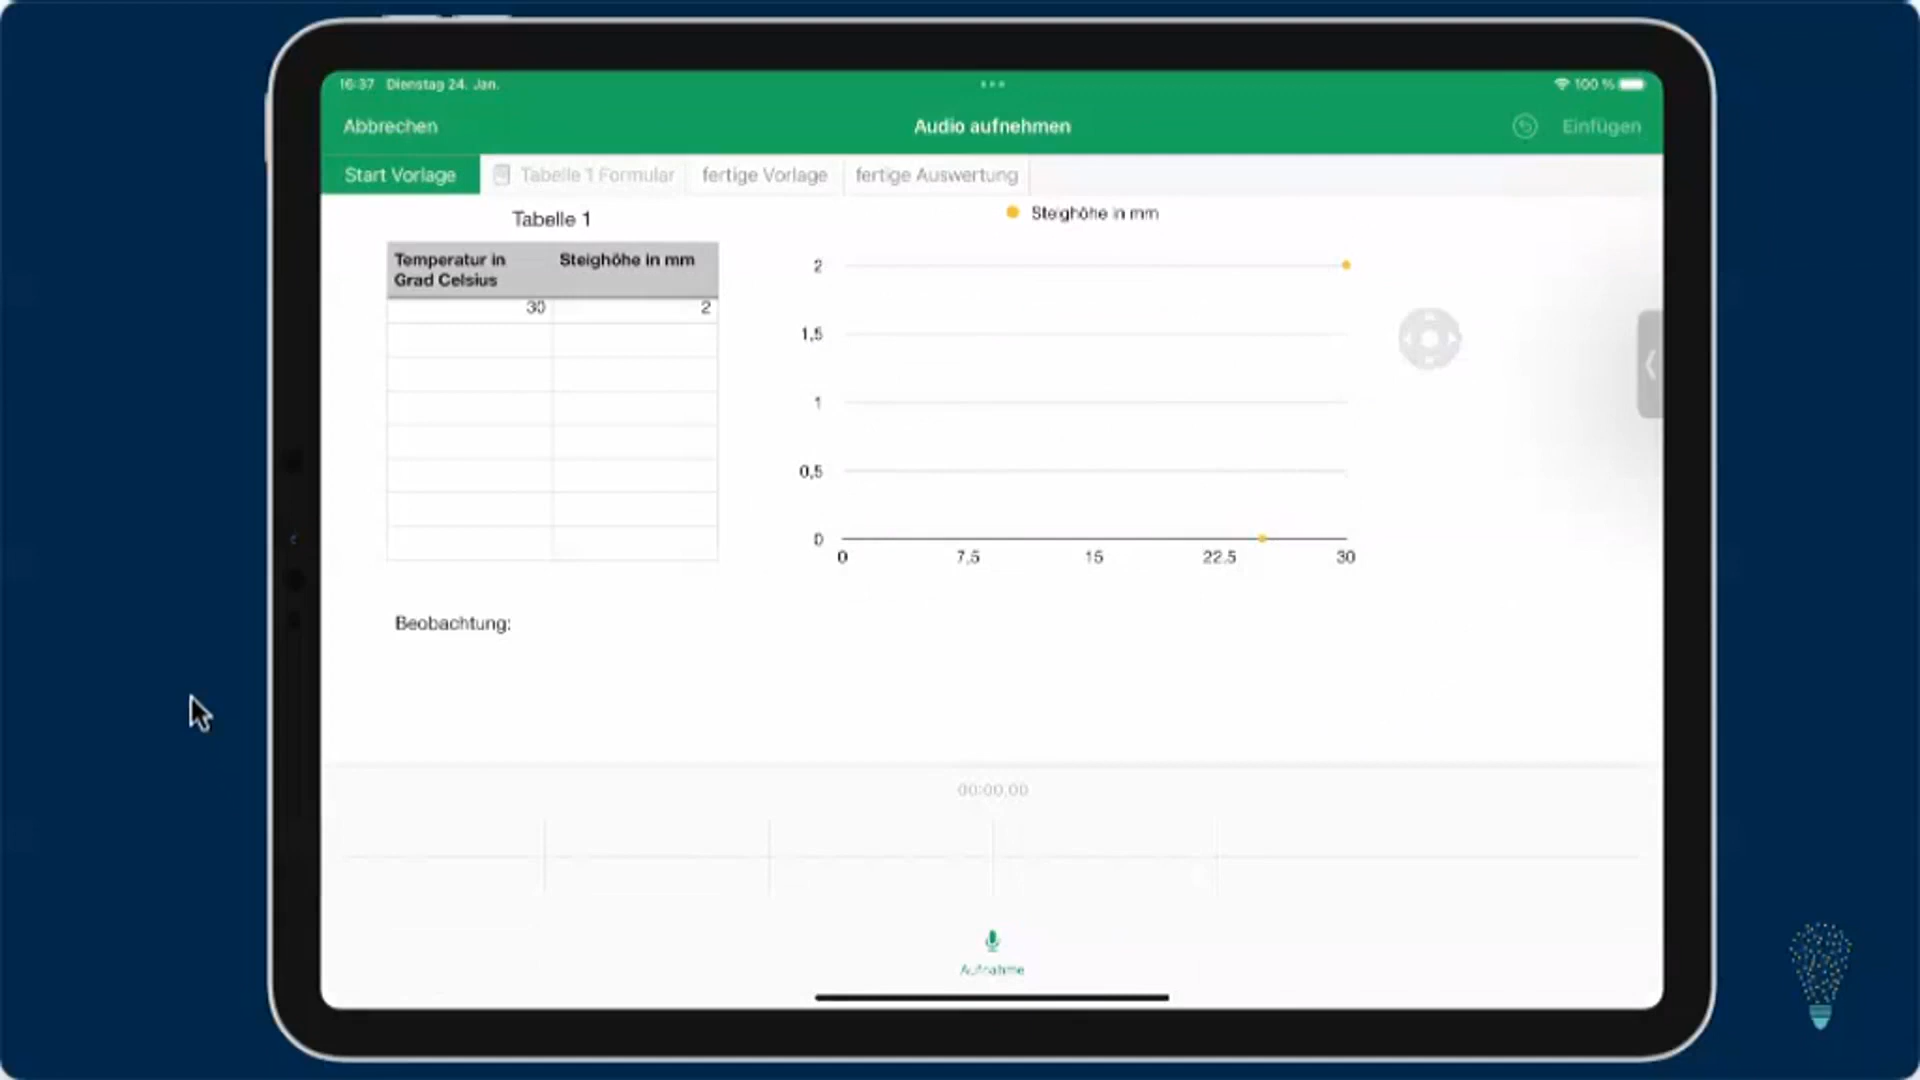 16:37 Dienstag 24. Jan.
100 %
Abbrechen
Audio aufnehmen
Einfügen
Start Vorlage
Tabelle 1 Formular
fertige Vorlage
fertige Auswertung
Tabelle 1
Temperatur in Grad Celsius
Steighöhe in mm
30
2
Steighöhe in mm
2
1,5
1
0,5
0
0
7,5
15
22,5
30
Beobachtung:
00:00,00
Aufnahme